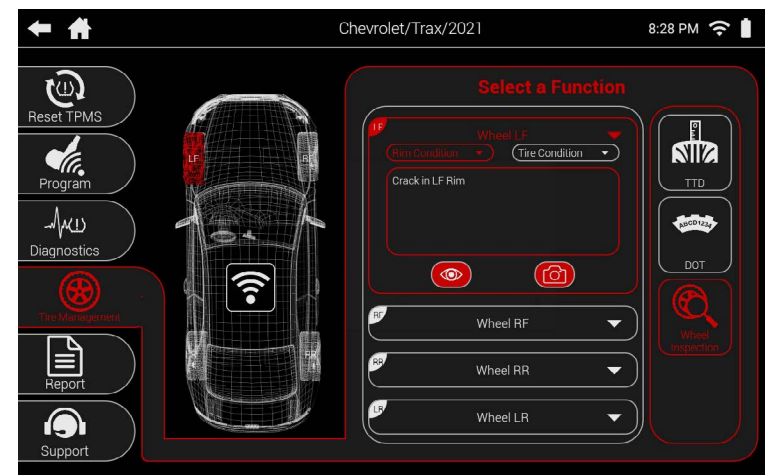 Chevrolet/Trax/2021
8:28 PM
Reset TPMS
Program
Diagnostics
Tire Management
Report
Support
LF
RF
RR
Select a Function
LF
Wheel LF
Rim Condition
Tire Condition
Crack in LF Rim
RF
Wheel RF
RR
Wheel RR
LR
Wheel LR
TTD
ABCD1234
DOT
Wheel
Inspection